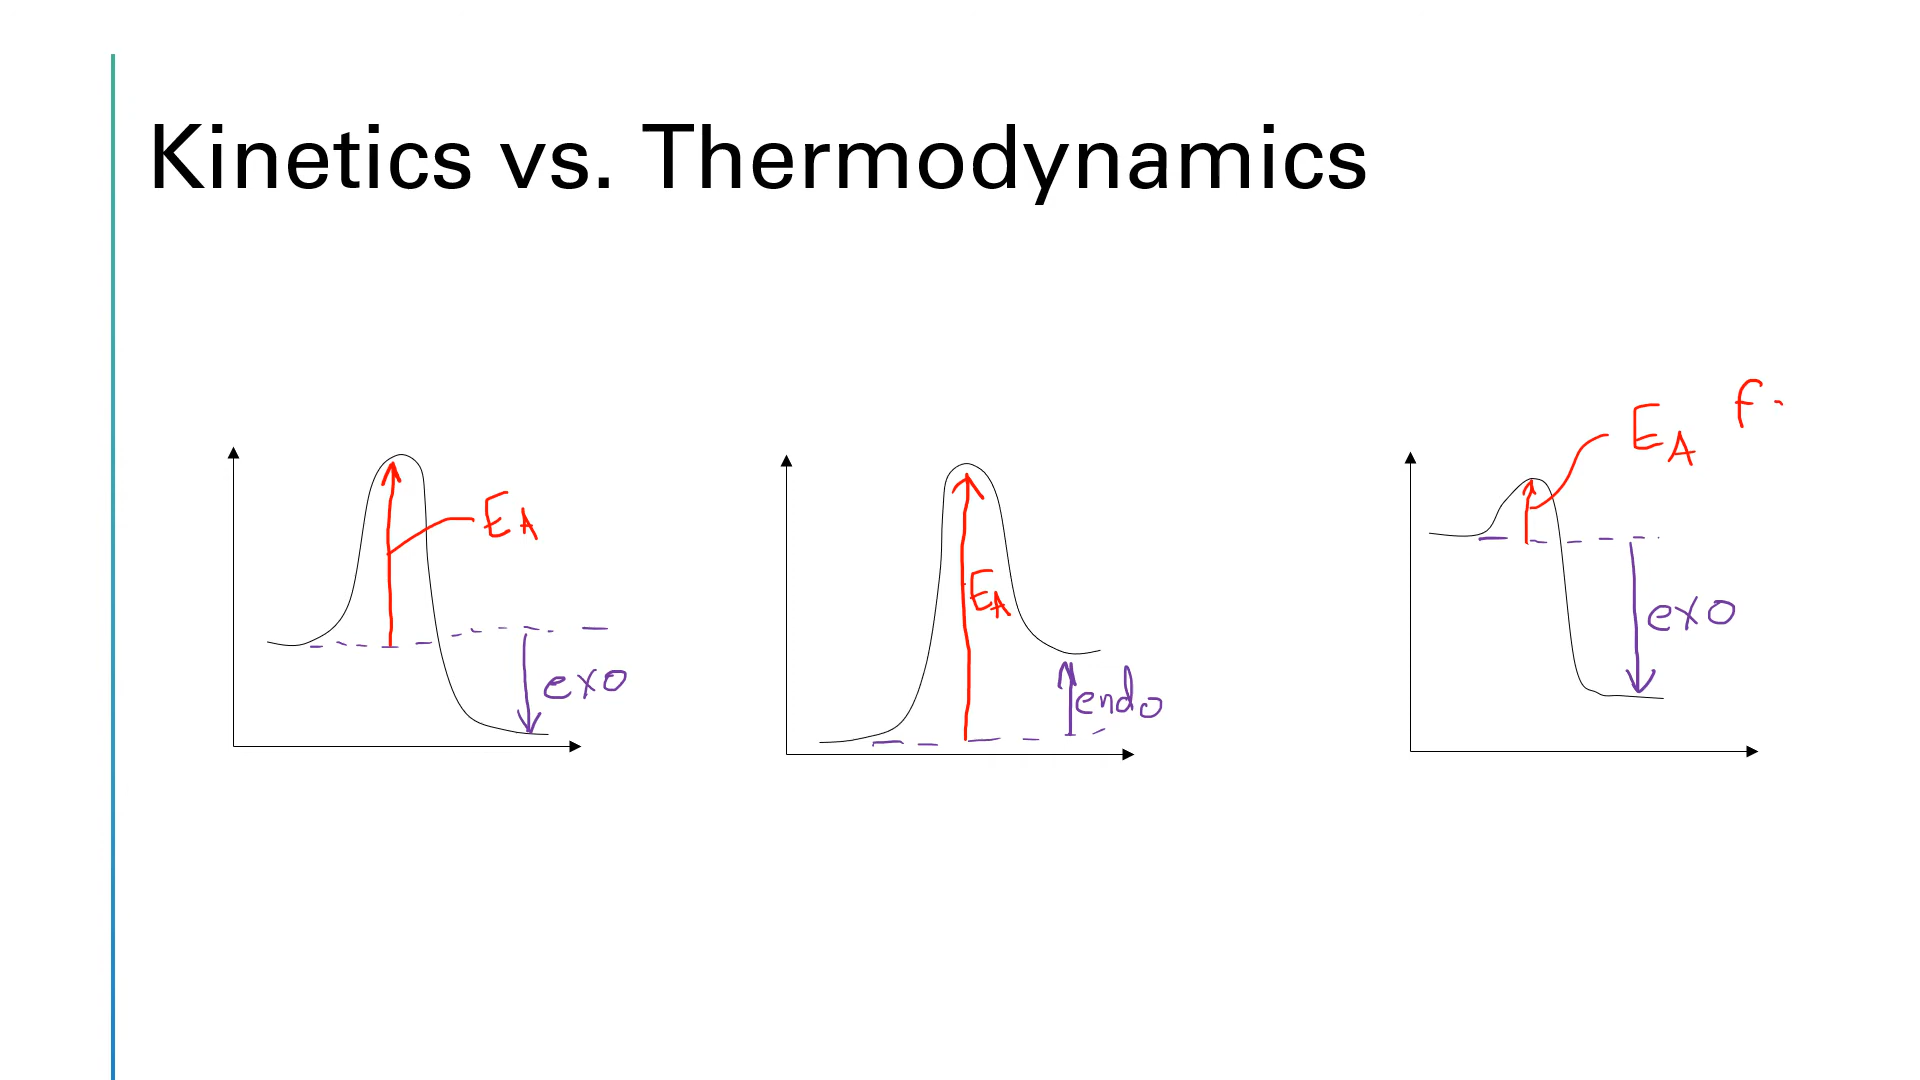 Kinetics vs. Thermodynamics
EA
exo
EA
endo
EA f
exo